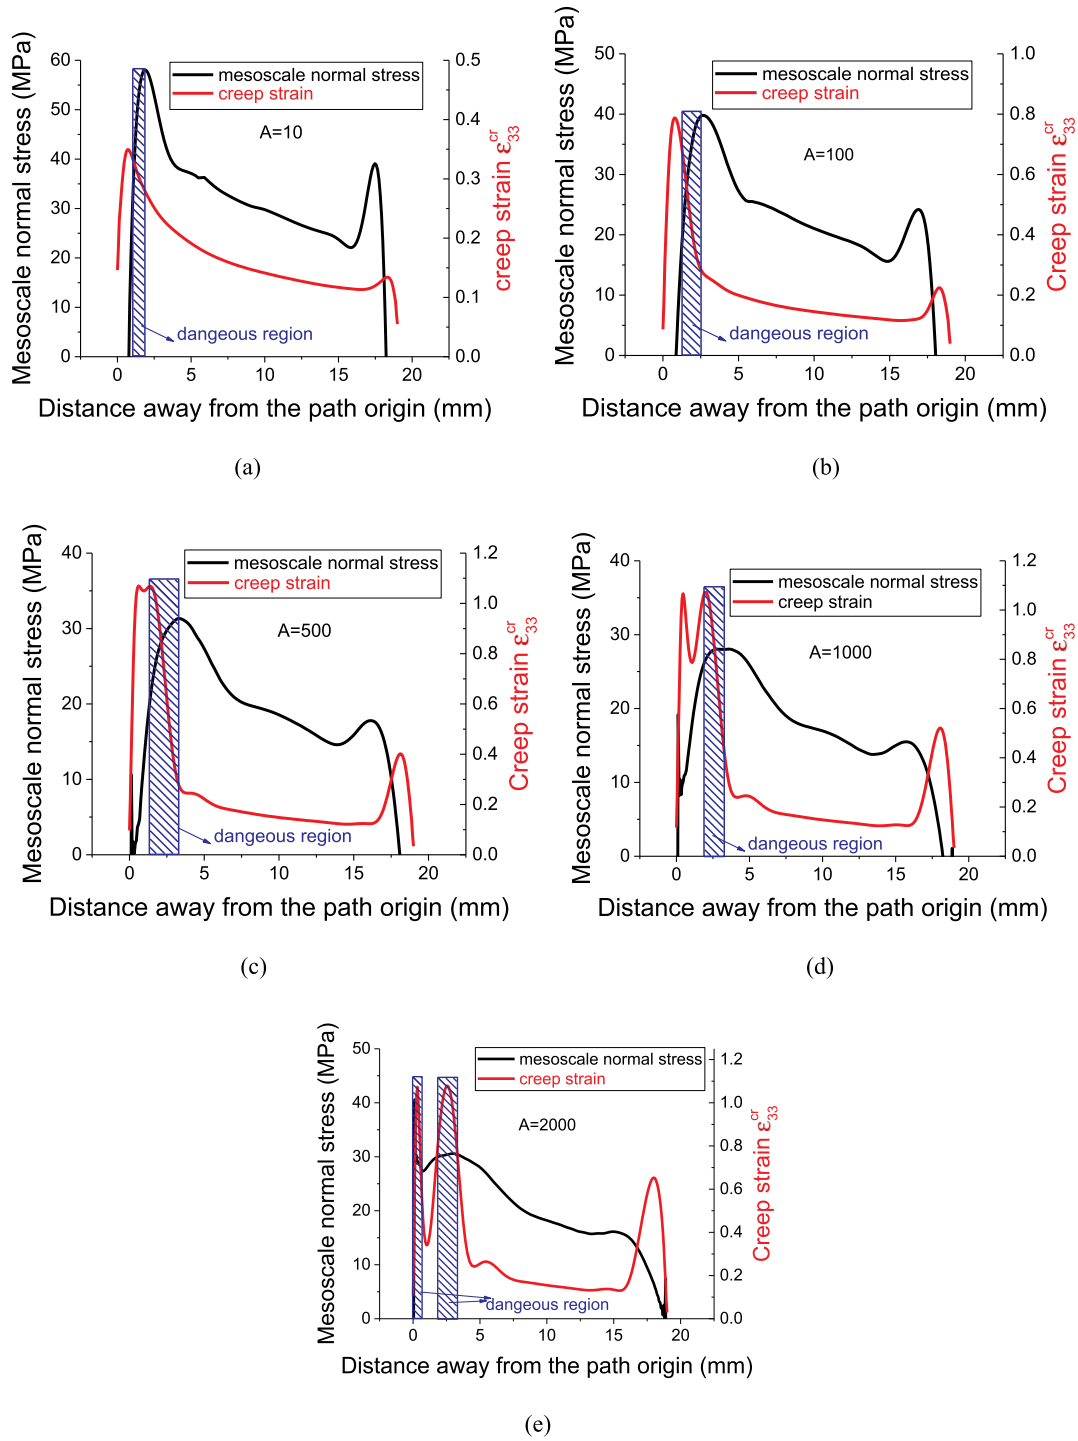 Mesoscale normal stress (MPa)
60
50
40
30
20
10
0
mesoscale normal stress
creep strain
A=10
dangeous region
0.5
0.4
0.3
0.2
0.1
0.0
creep strain ε33^cr
0 5 10 15 20
Distance away from the path origin (mm)
(a)
Mesoscale normal stress (MPa)
50
40
30
20
10
0
mesoscale normal stress
creep strain
A=100
dangeous region
1.0
0.8
0.6
0.4
0.2
0.0
Creep strain ε33^cr
0 5 10 15 20
Distance away from the path origin (mm)
(b)
Mesoscale normal stress (MPa)
40
30
20
10
0
mesoscale normal stress
creep strain
A=500
dangeous region
1.2
1.0
0.8
0.6
0.4
0.2
0.0
Creep strain ε33^cr
0 5 10 15 20
Distance away from the path origin (mm)
(c)
Mesoscale normal stress (MPa)
40
30
20
10
0
mesoscale normal stress
creep strain
A=1000
dangeous region
1.2
1.0
0.8
0.6
0.4
0.2
0.0
Creep strain ε33^cr
0 5 10 15 20
Distance away from the path origin (mm)
(d)
Mesoscale normal stress (MPa)
50
40
30
20
10
0
mesoscale normal stress
creep strain
A=2000
dangeous region
1.2
1.0
0.8
0.6
0.4
0.2
0.0
Creep strain ε33^cr
0 5 10 15 20
Distance away from the path origin (mm)
(e)